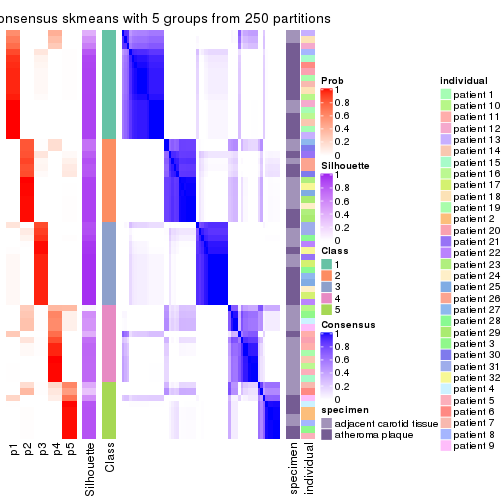 onsensus skmeans with 5 groups from 250 partitions
p1
p2
p3
p4
p5
Silhouette
Class
specimen
individual
Prob
1
0.8
0.6
0.4
0.2
0
Silhouette
1
0.8
0.6
0.4
0.2
0
Class
1
2
3
4
5
Consensus
1
0.8
0.6
0.4
0.2
0
specimen
adjacent carotid tissue
atheroma plaque
individual
patient 1
patient 10
patient 11
patient 12
patient 13
patient 14
patient 15
patient 16
patient 17
patient 18
patient 19
patient 2
patient 20
patient 21
patient 22
patient 23
patient 24
patient 25
patient 26
patient 27
patient 28
patient 29
patient 3
patient 30
patient 31
patient 32
patient 4
patient 5
patient 6
patient 7
patient 8
patient 9